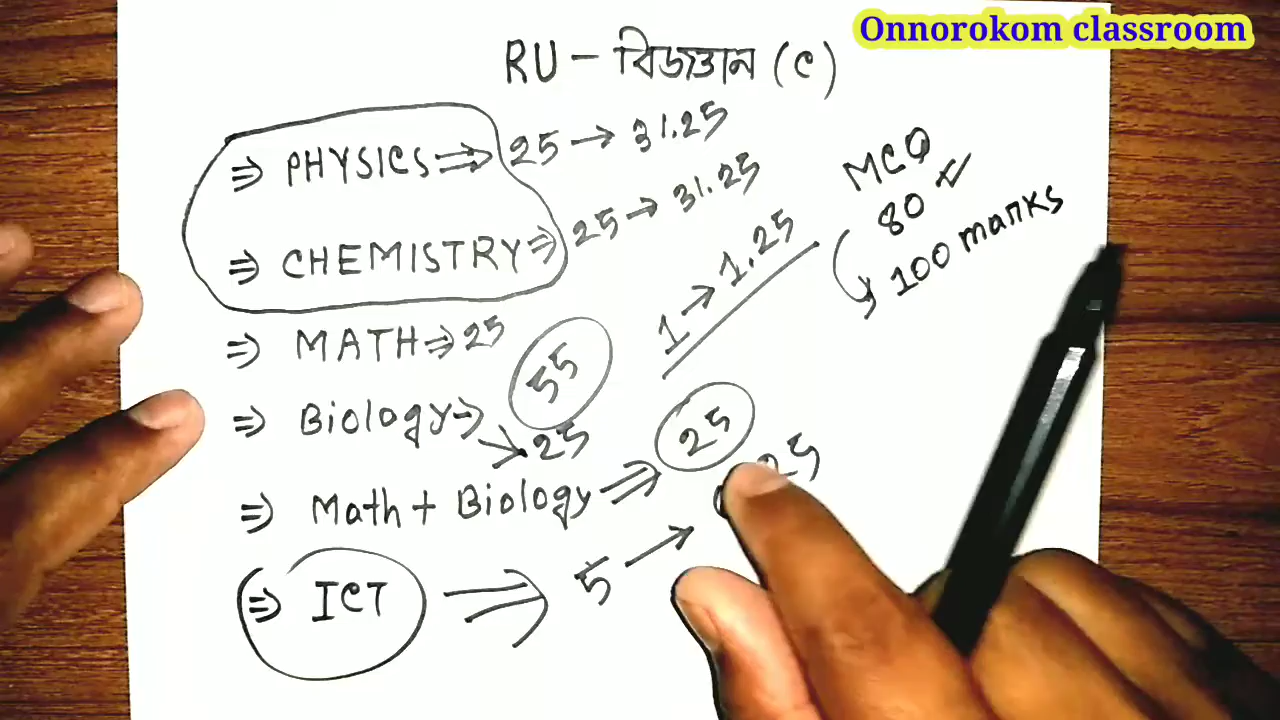 Onnorokom classroom
RU - বিজ্ঞান (C)
⇒ PHYSICS ⇒ 25 → 31.25
⇒ CHEMISTRY ⇒ 25 → 31.25
MCQ
80
100 marks
1 → 1.25
⇒ MATH ⇒ 25
55
⇒ Biology → 25
⇒ Math + Biology ⇒ 25
⇒ ICT ⇒ 5 →